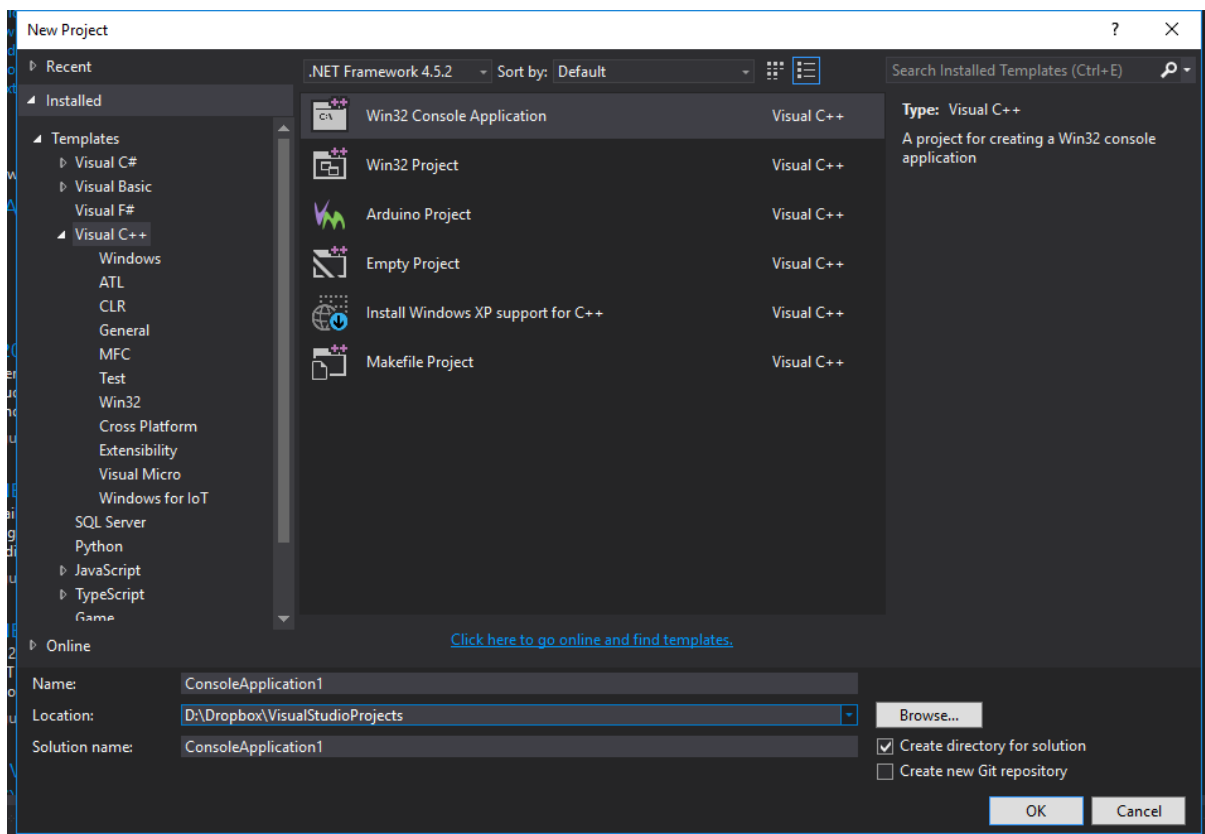 New Project
?
Recent
.NET Framework 4.5.2
Sort by: Default
Search Installed Templates (Ctrl+E)
Installed
Templates
Visual C#
Visual Basic
Visual F#
Visual C++
Windows
ATL
CLR
General
MFC
Test
Win32
Cross Platform
Extensibility
Visual Micro
Windows for IoT
SQL Server
Python
JavaScript
TypeScript
Game
Online
Win32 Console Application Visual C++
Win32 Project Visual C++
Arduino Project Visual C++
Empty Project Visual C++
Install Windows XP support for C++ Visual C++
Makefile Project Visual C++
Click here to go online and find templates.
Type: Visual C++
A project for creating a Win32 console
application
Name: ConsoleApplication1
Location: D:\Dropbox\VisualStudioProjects
Browse...
Solution name: ConsoleApplication1
Create directory for solution
Create new Git repository
OK
Cancel